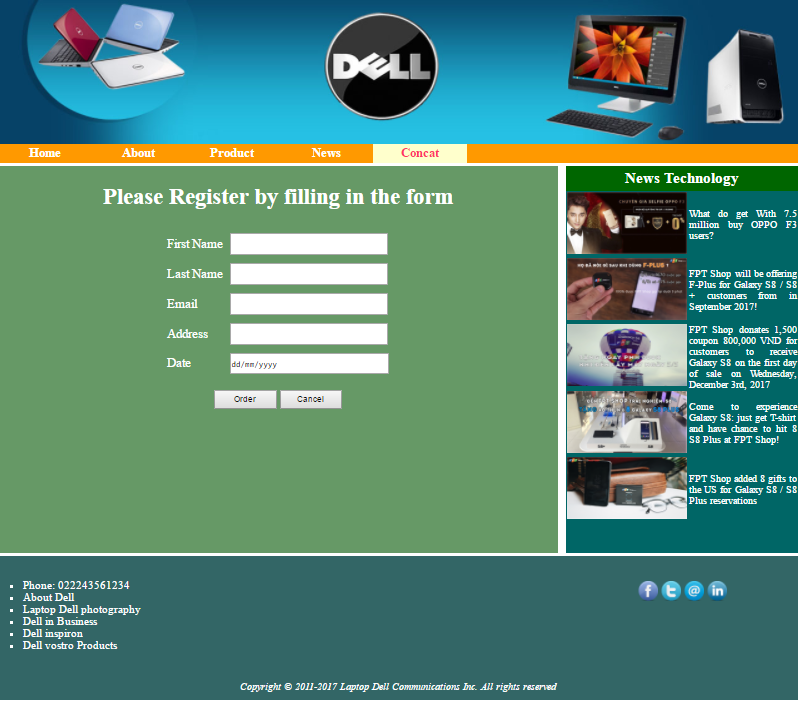 DELL
Home About Product News Concat
Please Register by filling in the form
First Name
Last Name
Email
Address
Date dd/mm/yyyy
Order Cancel
News Technology
What do get With 7.5
million buy OPPO F3
users?
FPT Shop will be offering
F-Plus for Galaxy S8 / S8
+ customers from in
September 2017!
FPT Shop donates 1,500
coupon 800,000 VND for
customers to receive
Galaxy S8 on the first day
of sale on Wednesday,
December 3rd, 2017
Come to experience
Galaxy S8: just get T-shirt
and have chance to hit 8
S8 Plus at FPT Shop!
FPT Shop added 8 gifts to
the US for Galaxy S8 / S8
Plus reservations
Phone: 022243561234
About Dell
Laptop Dell photography
Dell in Business
Dell inspiron
Dell vostro Products
Copyright © 2011-2017 Laptop Dell Communications Inc. All rights reserved